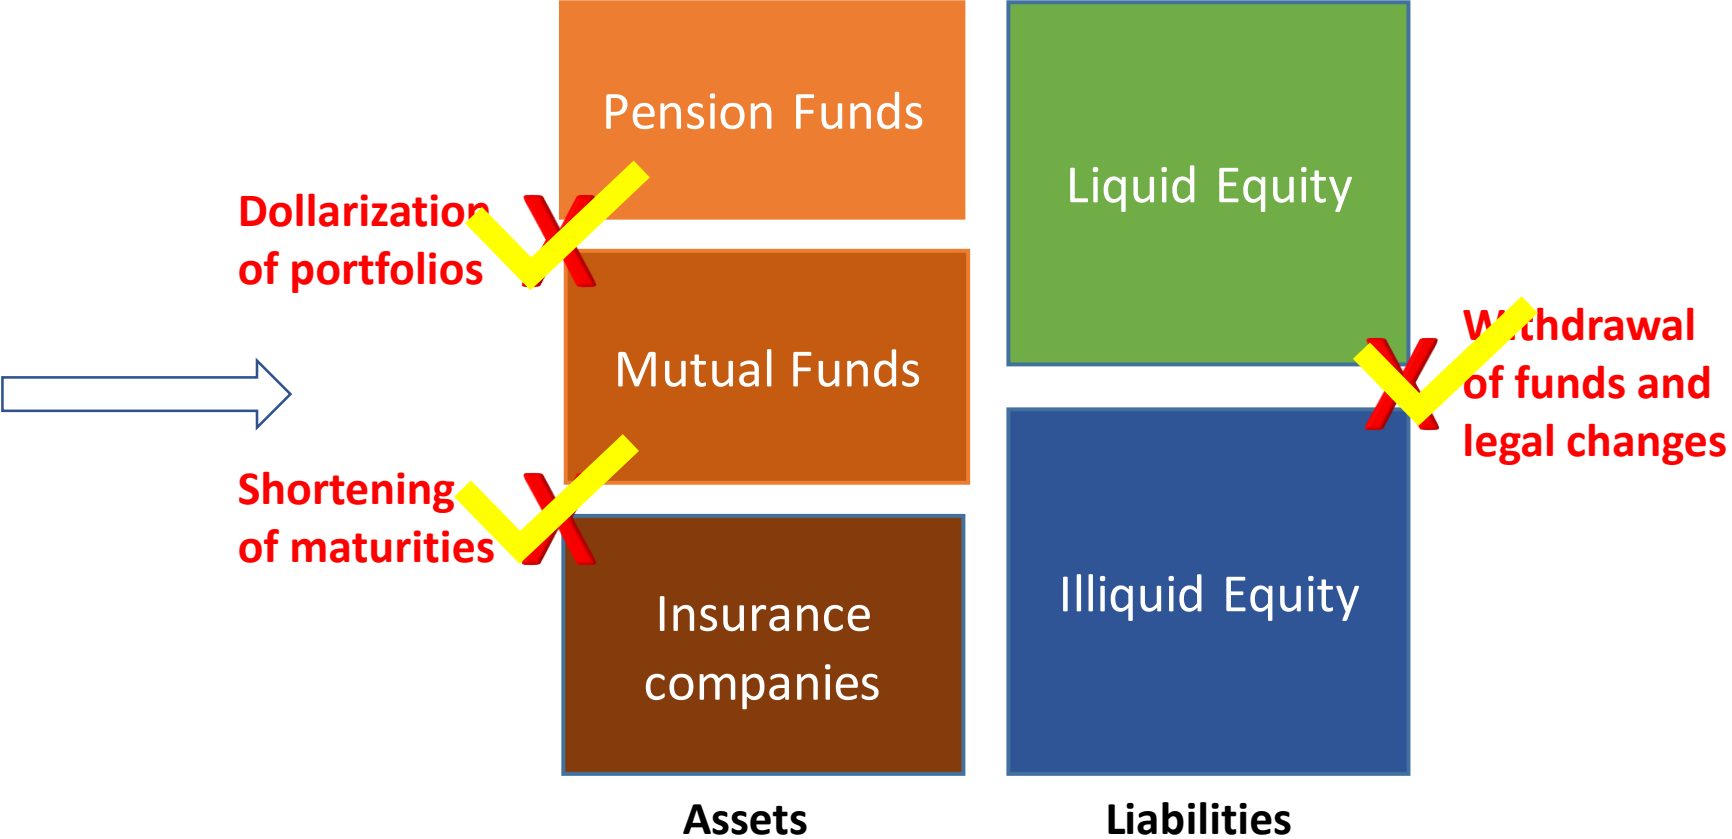 Pension Funds
Dollarization
of portfolios
Mutual Funds
Shortening
of maturities
Insurance
companies
Assets
Liquid Equity
Withdrawal
of funds and
legal changes
Illiquid Equity
Liabilities